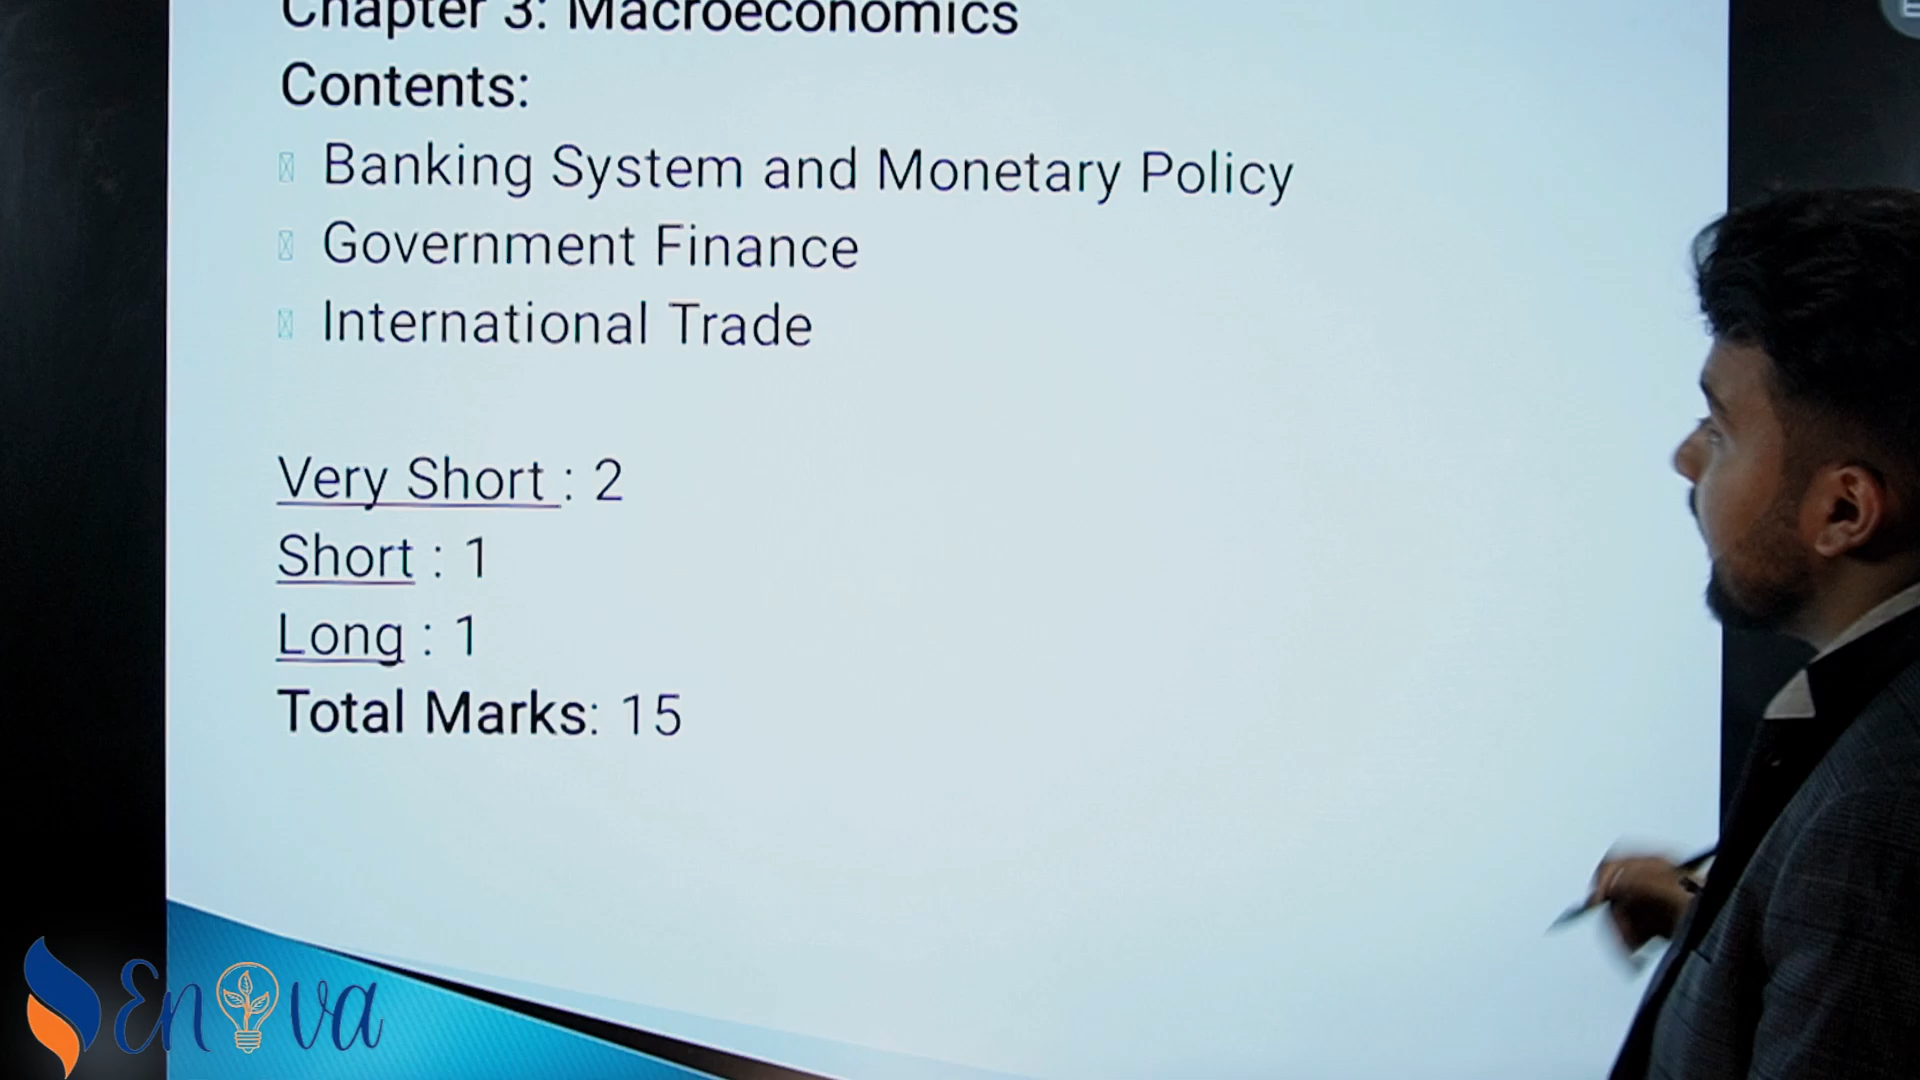 Chapter 3: Macroeconomics
Contents:
Banking System and Monetary Policy
Government Finance
International Trade
Very Short : 2
Short : 1
Long : 1
Total Marks: 15
Enova